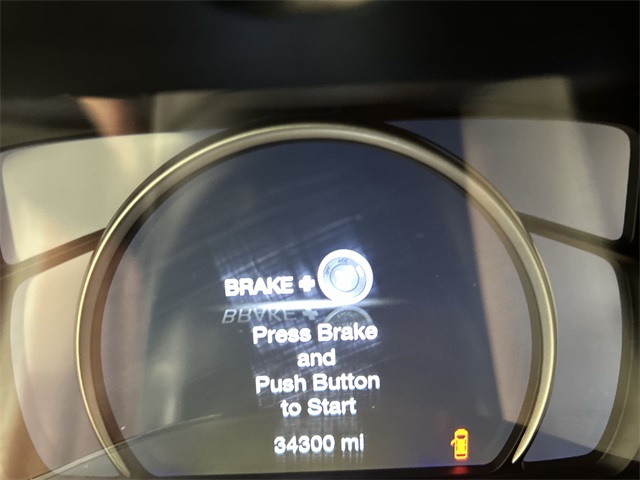 BRAKE +
Press Brake
and
Push Button
to Start
34300 mi